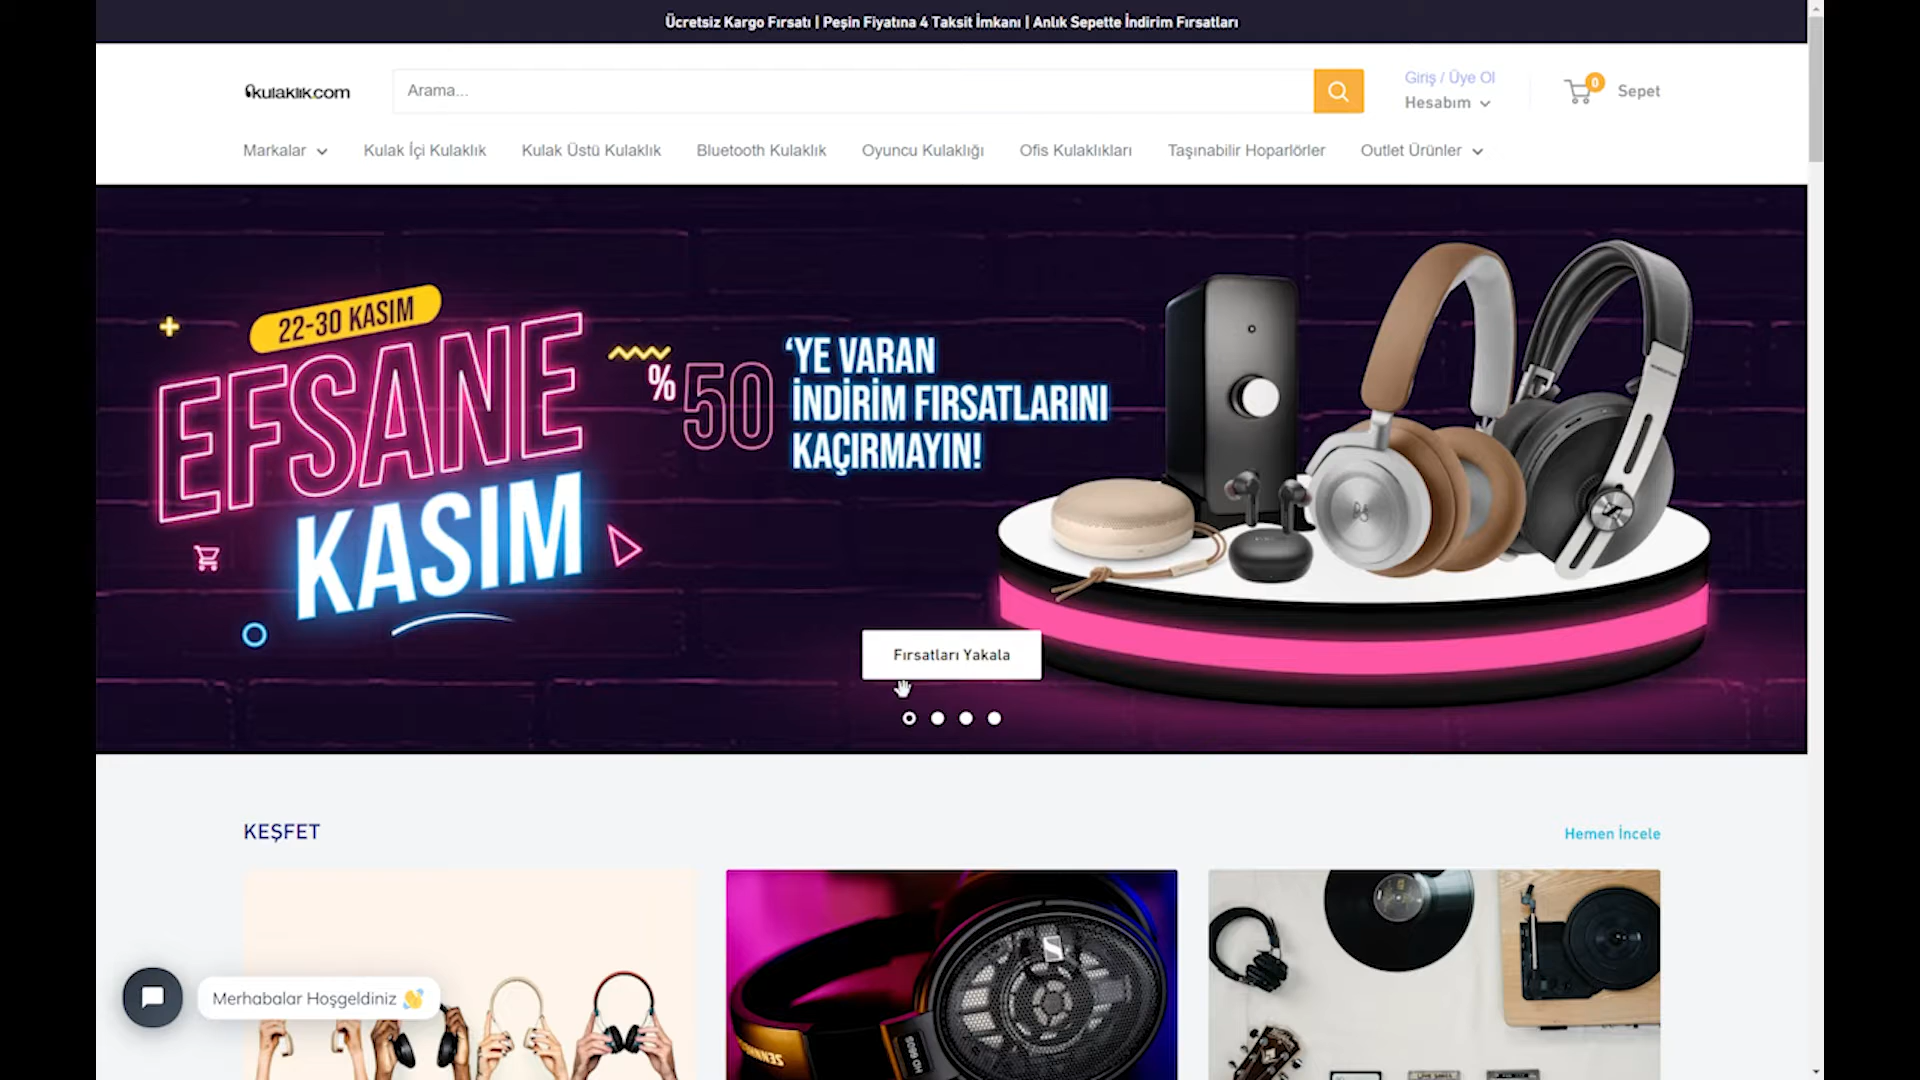 Ücretsiz Kargo Fırsatı | Peşin Fiyatına 4 Taksit İmkanı | Anlık Sepette İndirim Fırsatları
kulaklık.com
Arama...
Giriş / Üye Ol
Hesabım
0
Sepet
Markalar
Kulak İçi Kulaklık
Kulak Üstü Kulaklık
Bluetooth Kulaklık
Oyuncu Kulaklığı
Ofis Kulaklıkları
Taşınabilir Hoparlörler
Outlet Ürünler
22-30 KASIM
EFSANE
KASIM
%50
‘YE VARAN
İNDİRİM FIRSATLARINI
KAÇIRMAYIN!
Fırsatları Yakala
KEŞFET
Hemen İncele
Merhabalar Hoşgeldiniz 👋
HD 660S